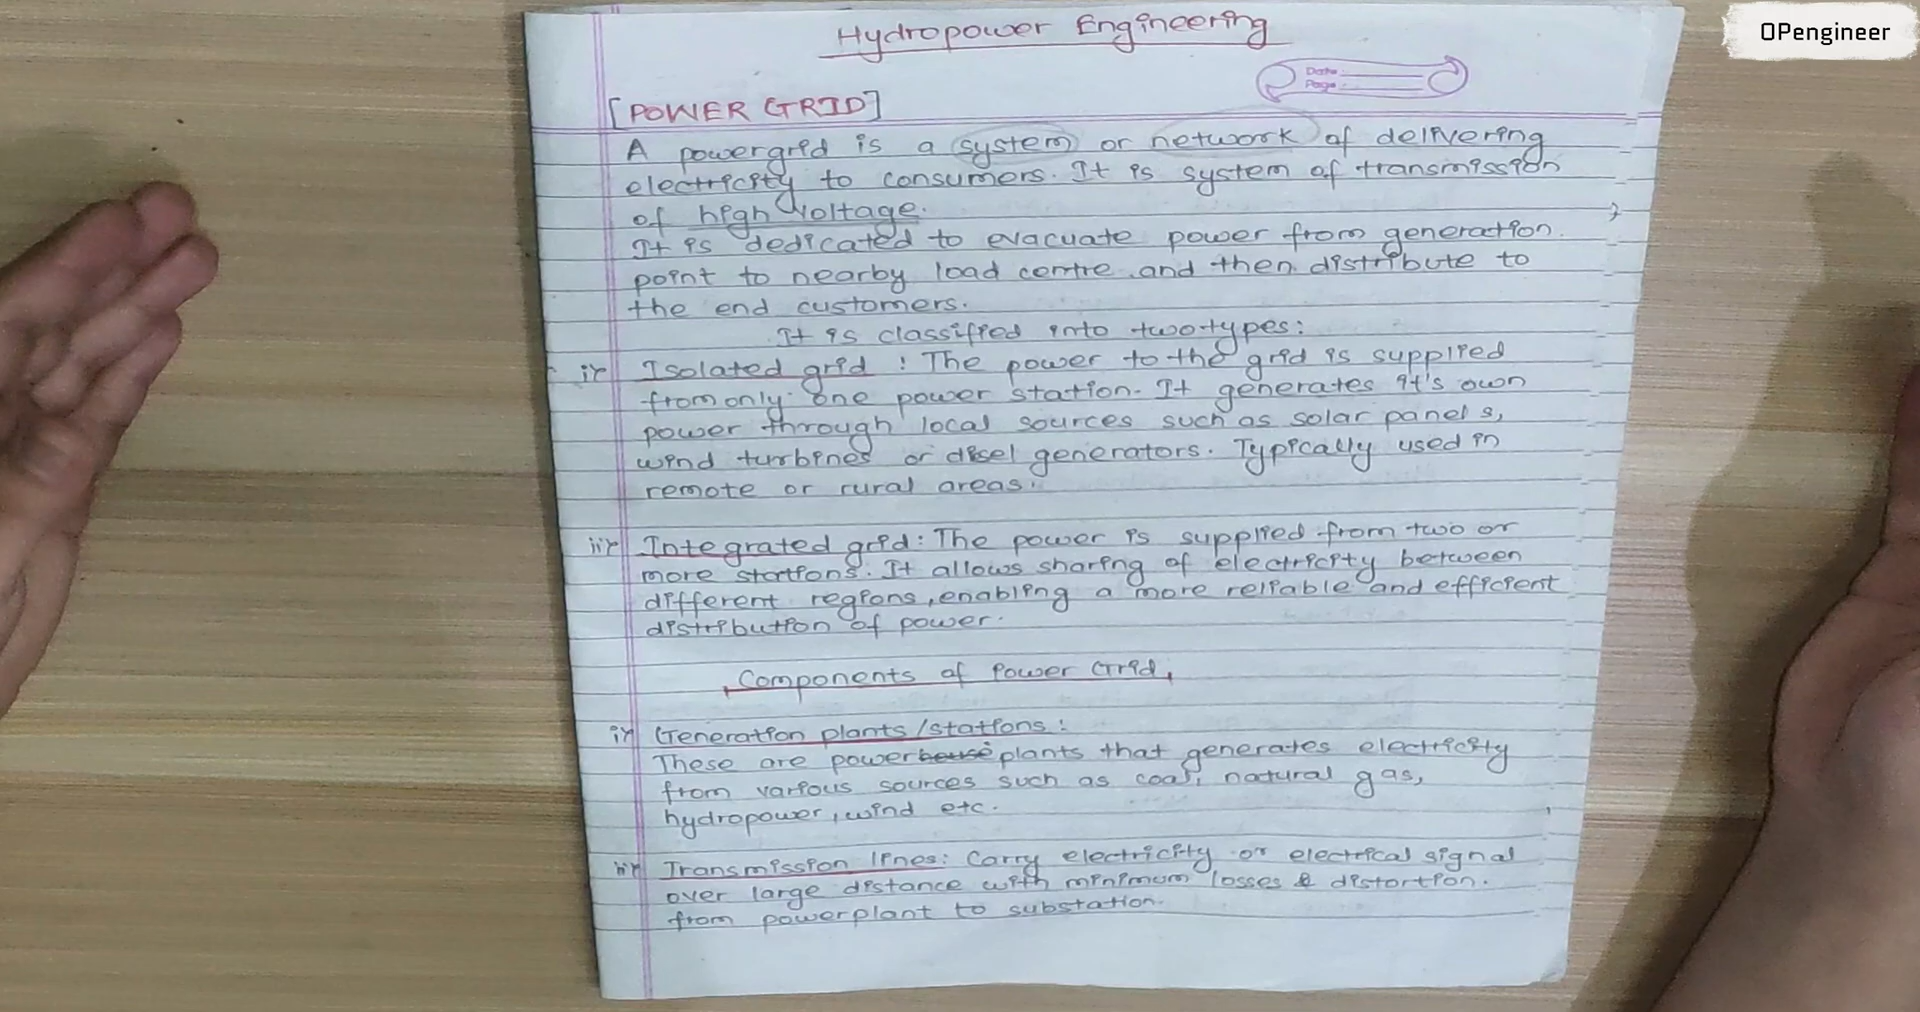 OPengineer
Hydropower Engineering
Date
Page
[POWER GRID]
A powergrid is a system or network of delivering
electricity to consumers. It is system of transmission
of high voltage.
It is dedicated to evacuate power from generation
point to nearby load centre and then distribute to
the end customers.
It is classified into two types:
i) Isolated grid : The power to the grid is supplied
from only one power station. It generates it's own
power through local sources such as solar panels,
wind turbines or disel generators. Typically used in
remote or rural areas.
ii) Integrated grid: The power is supplied from two or
more stations. It allows sharing of electricity between
different regions, enabling a more reliable and efficient
distribution of power.
Components of Power Grid
i) Generation plants/stations:
These are powerhouse plants that generates electricity
from various sources such as coal, natural gas,
hydropower, wind etc.
ii) Transmission lines: Carry electricity or electrical signal
over large distance with minimum losses & distortion.
from powerplant to substation.